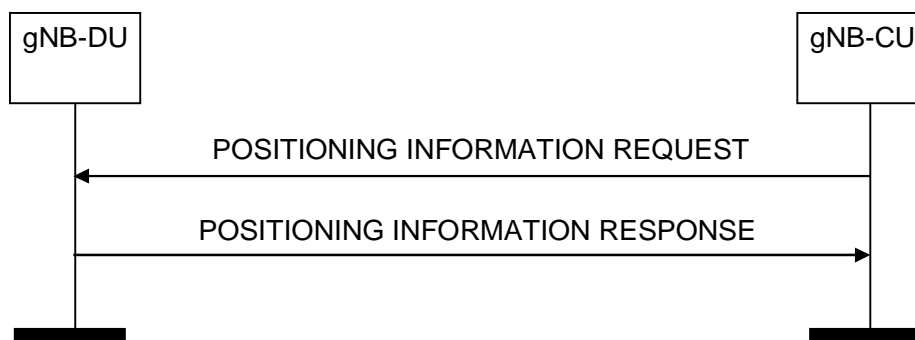 gNB-DU
gNB-CU
POSITIONING INFORMATION REQUEST
POSITIONING INFORMATION RESPONSE